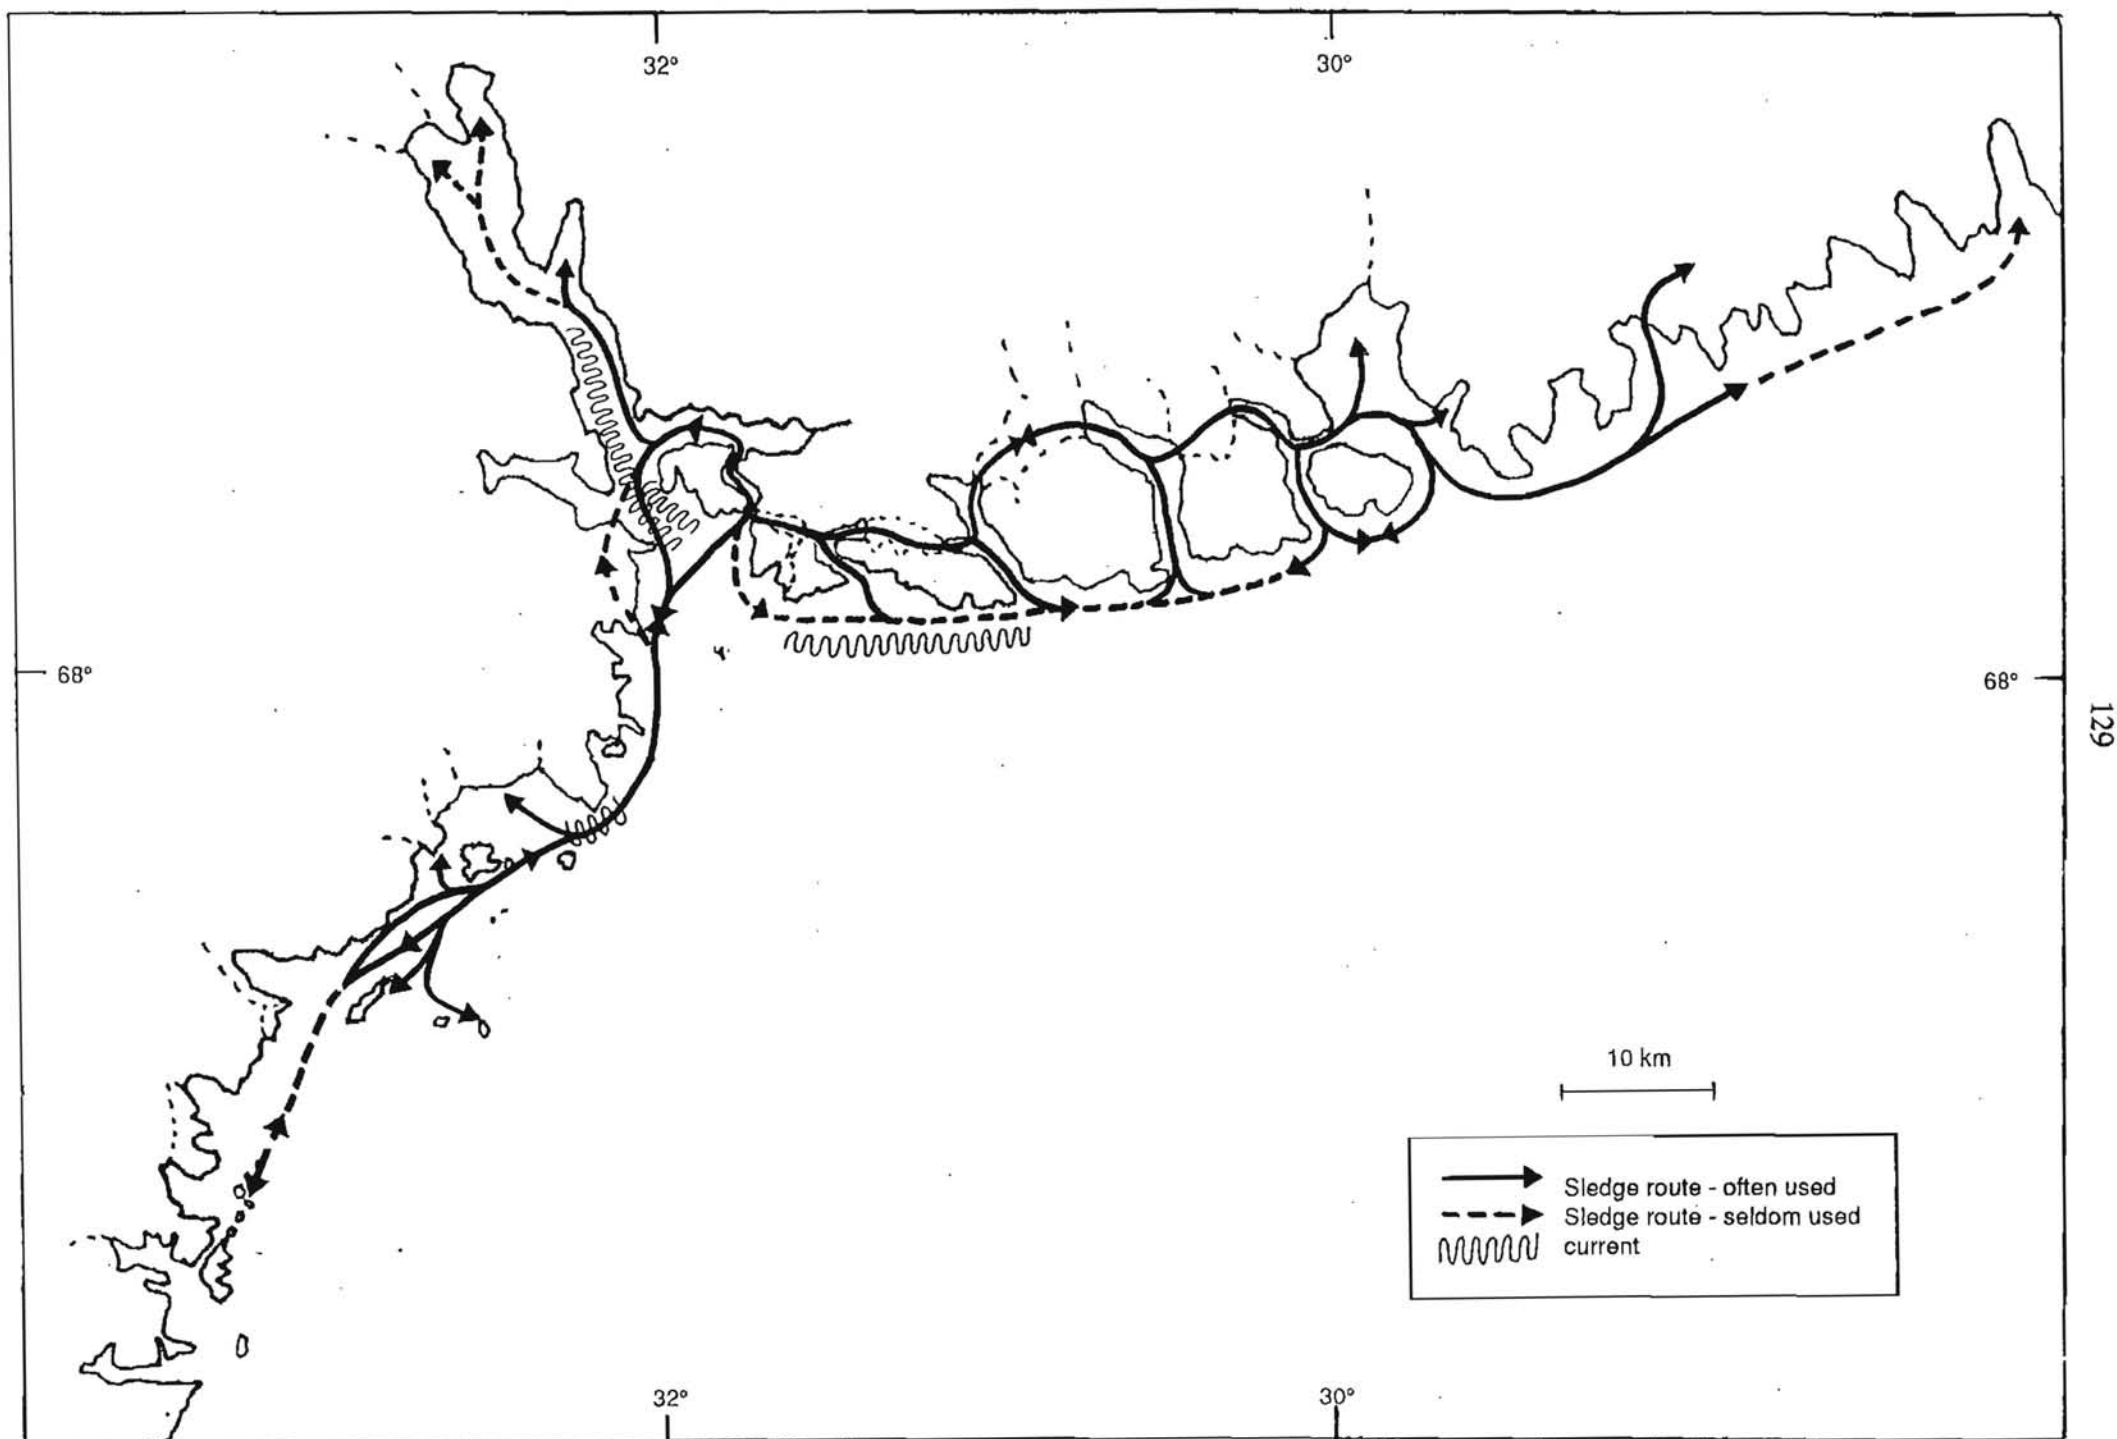 32°
30°
68°
68°
129
10 km
Sledge route - often used
Sledge route - seldom used
current
32°
30°